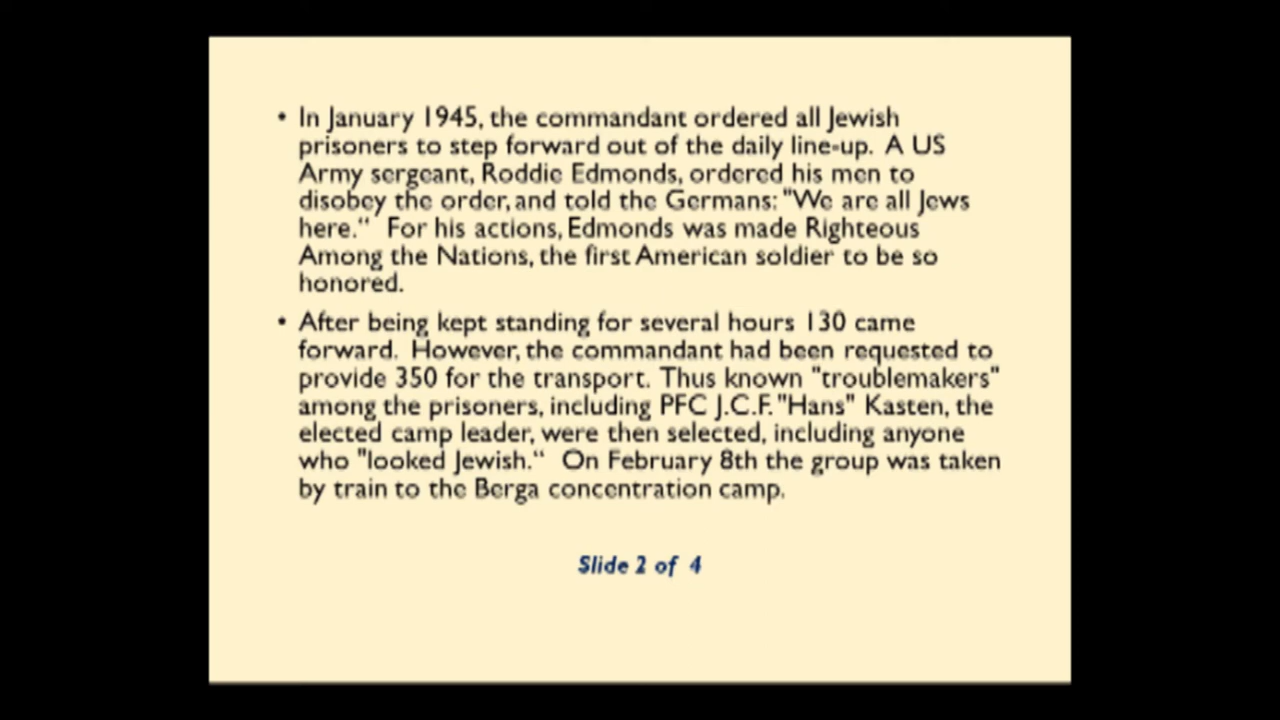 • In January 1945, the commandant ordered all Jewish
prisoners to step forward out of the daily line-up. A US
Army sergeant, Roddie Edmonds, ordered his men to
disobey the order, and told the Germans: "We are all Jews
here.“ For his actions, Edmonds was made Righteous
Among the Nations, the first American soldier to be so
honored.
• After being kept standing for several hours 130 came
forward. However, the commandant had been requested to
provide 350 for the transport. Thus known "troublemakers"
among the prisoners, including PFC J.C.F. "Hans" Kasten, the
elected camp leader, were then selected, including anyone
who "looked Jewish.“ On February 8th the group was taken
by train to the Berga concentration camp.
Slide 2 of 4